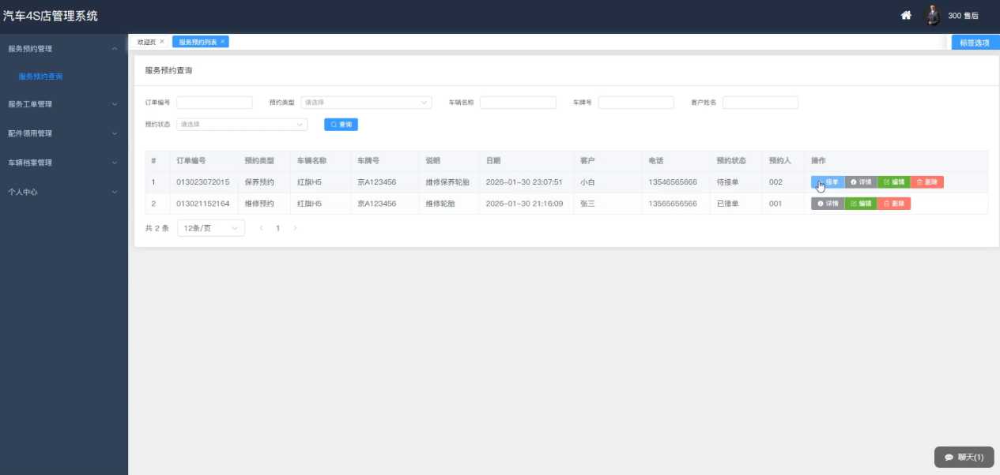 汽车4S店管理系统
300 售后
服务预约管理
服务预约查询
服务工单管理
配件领用管理
车辆档案管理
个人中心
欢迎页 ×
服务预约列表 ×
标签选项
服务预约查询
订单编号 预约类型 请选择 车辆名称 车牌号 客户姓名
预约状态 请选择 查询
# 订单编号 预约类型 车辆名称 车牌号 说明 日期 客户 电话 预约状态 预约人 操作
1 013023072015 保养预约 红旗H5 京A123456 维修保养轮胎 2026-01-30 23:07:51 小白 13546565666 待接单 002 接单 详情 编辑 删除
2 013021152164 维修预约 红旗H5 京A123456 维修轮胎 2026-01-30 21:16:09 张三 13565656566 已接单 001 详情 编辑 删除
共 2 条 12条/页 < 1 >
聊天(1)